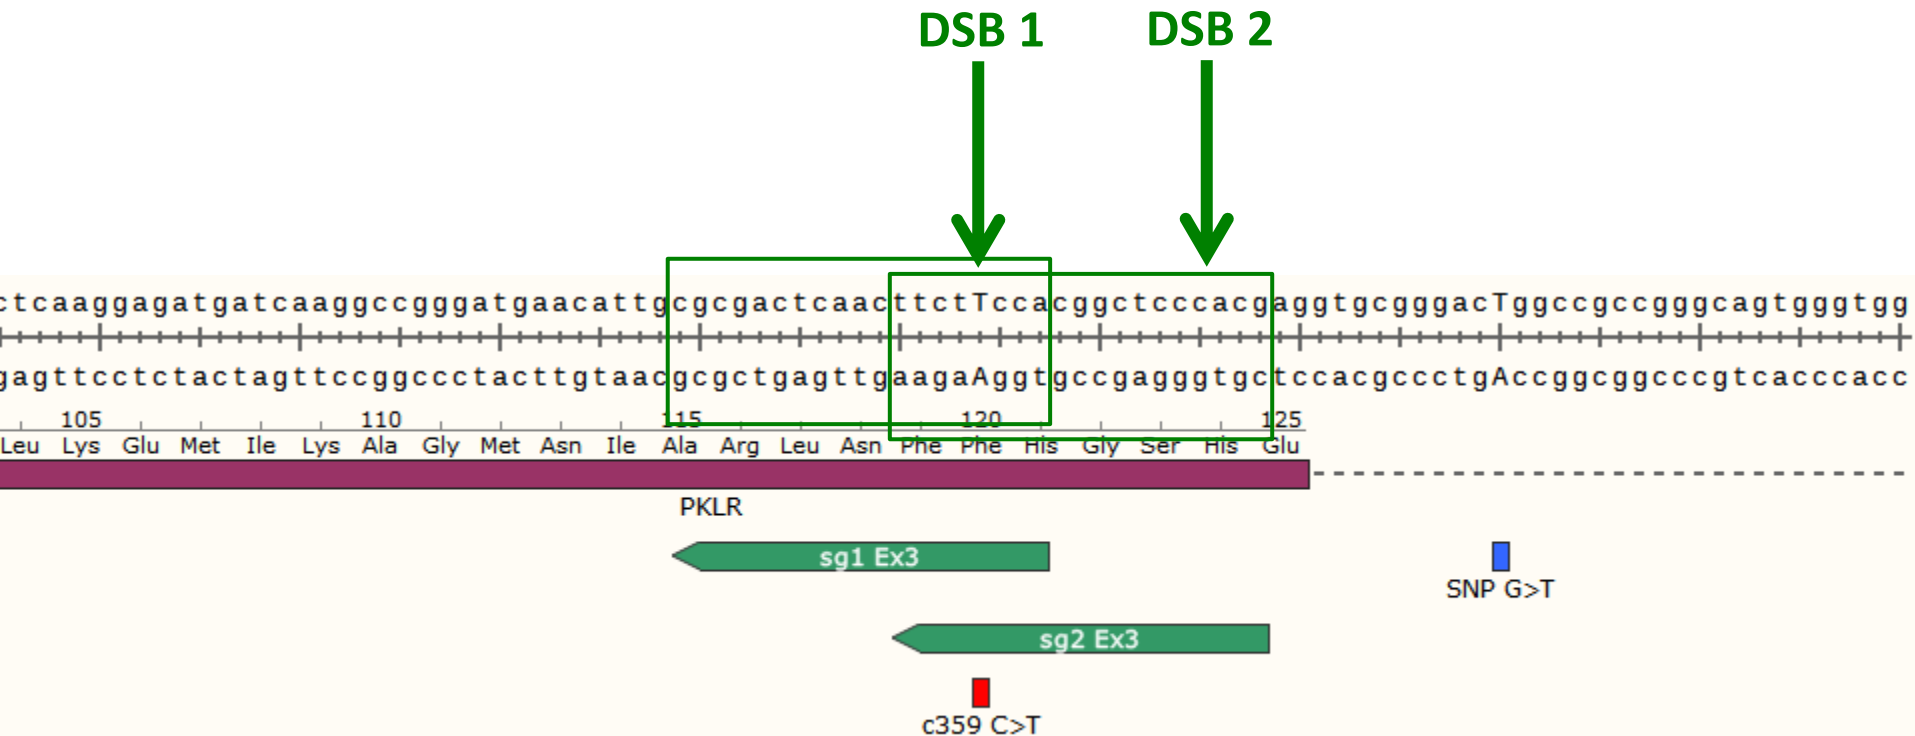 DSB 1 DSB 2
ctcaaggagatgatcaaggccgggatgaacattgcgcgactcaacttctTccacggctcccacgaggtgcgggacTggccgccgggcagtgggtgg
gagttcctctactagttccggccctacttgtaacgcgctgagttgaagaAggtgccgagggtgctccacgccctgAccggcggcccgtcacccacc
105 110 115 120 125
Leu Lys Glu Met Ile Lys Ala Gly Met Asn Ile Ala Arg Leu Asn Phe Phe His Gly Ser His Glu
PKLR
sg1 Ex3
SNP G>T
sg2 Ex3
c359 C>T